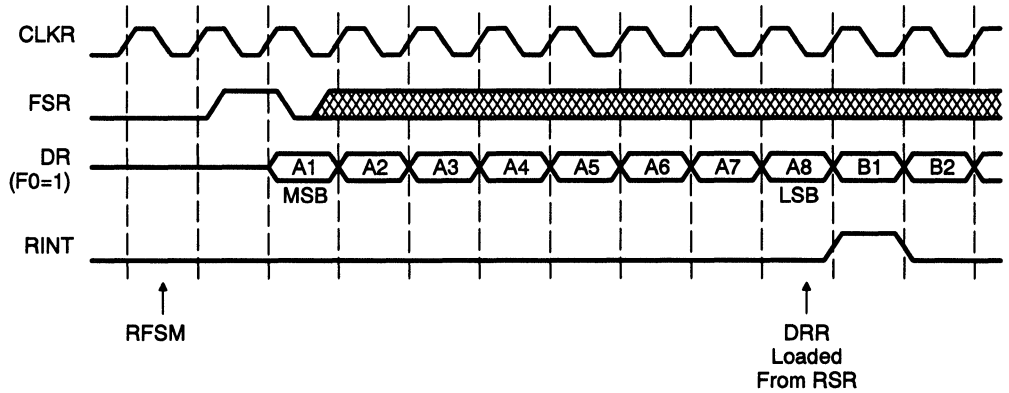 CLKR
FSR
DR
(F0=1)
A1 A2 A3 A4 A5 A6 A7 A8 B1 B2
MSB LSB
RINT
RFSM
DRR
Loaded
From RSR